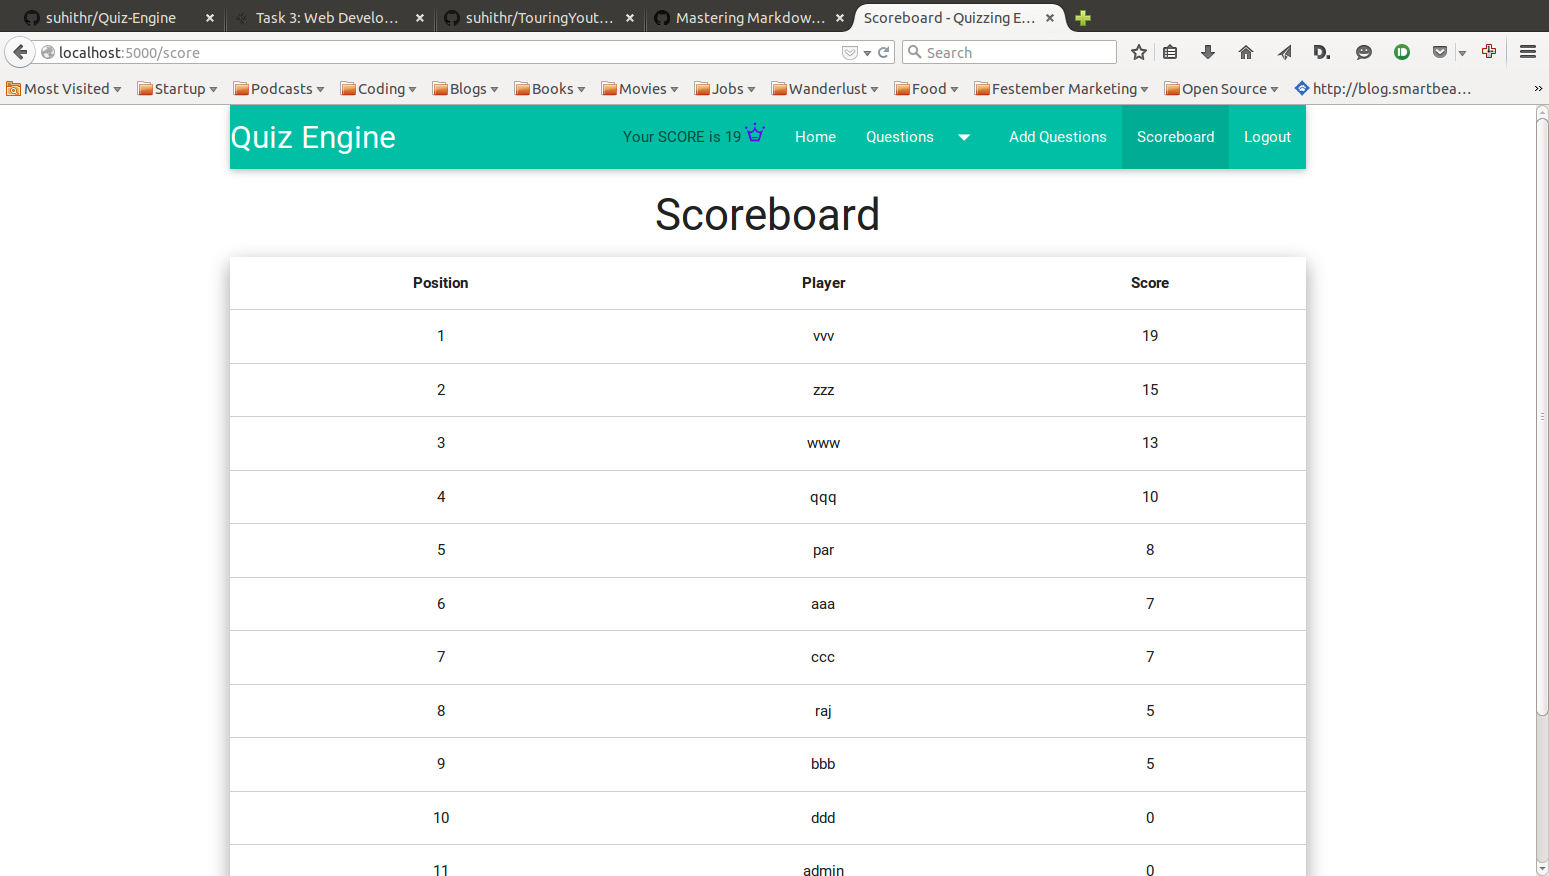 suhithr/Quiz-Engine × Task 3: Web Develo... × suhithr/TouringYout... × Mastering Markdow... × Scoreboard - Quizzing E... ×
localhost:5000/score Search D.
Most Visited Startup Podcasts Coding Blogs Books Movies Jobs Wanderlust Food Festember Marketing Open Source http://blog.smartbea... »
Quiz Engine Your SCORE is 19 Home Questions Add Questions Scoreboard Logout
Scoreboard
Position Player Score
1 vvv 19
2 zzz 15
3 www 13
4 qqq 10
5 par 8
6 aaa 7
7 ccc 7
8 raj 5
9 bbb 5
10 ddd 0
11 admin 0